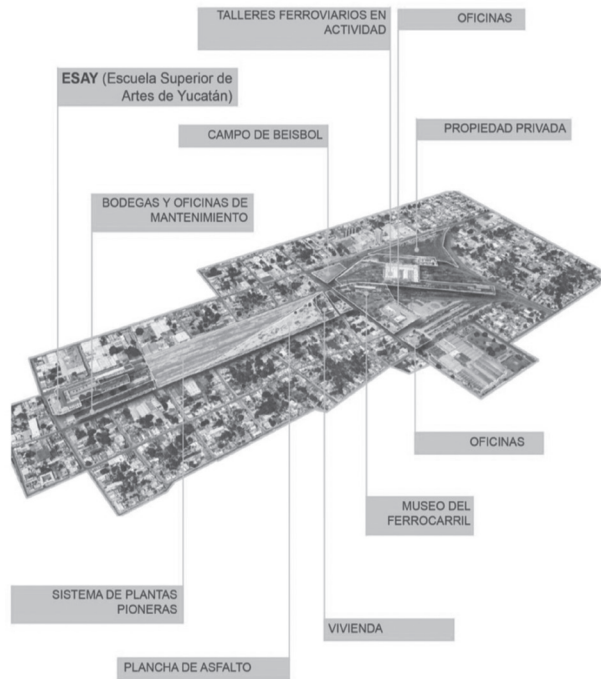 TALLERES FERROVIARIOS EN
ACTIVIDAD
OFICINAS
ESAY (Escuela Superior de
Artes de Yucatán)
CAMPO DE BEISBOL
PROPIEDAD PRIVADA
BODEGAS Y OFICINAS DE
MANTENIMIENTO
OFICINAS
MUSEO DEL
FERROCARRIL
SISTEMA DE PLANTAS
PIONERAS
VIVIENDA
PLANCHA DE ASFALTO